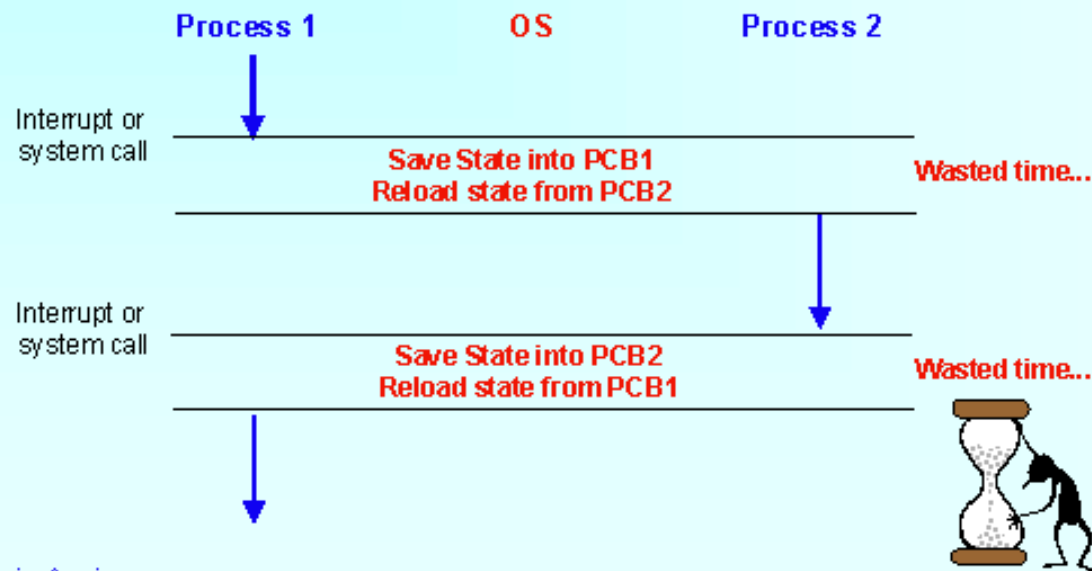 Process 1 OS Process 2
Interrupt or
system call
Save State into PCB1
Reload state from PCB2
Wasted time...
Interrupt or
system call
Save State into PCB2
Reload state from PCB1
Wasted time...